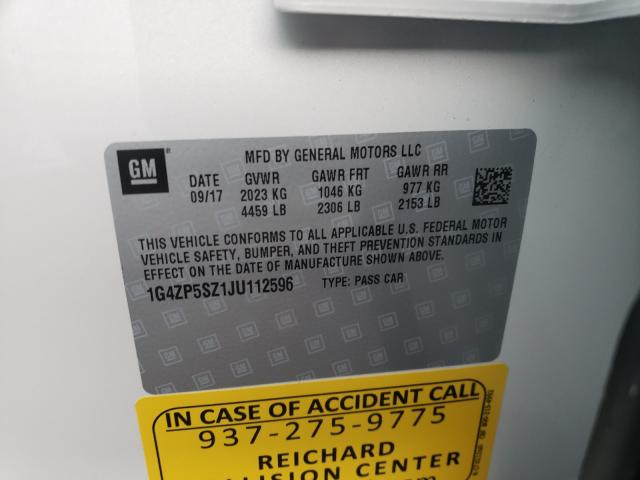 GM
MFD BY GENERAL MOTORS LLC
DATE GVWR GAWR FRT GAWR RR
09/17 2023 KG 1046 KG 977 KG
4459 LB 2306 LB 2153 LB
THIS VEHICLE CONFORMS TO ALL APPLICABLE U.S. FEDERAL MOTOR
VEHICLE SAFETY, BUMPER, AND THEFT PREVENTION STANDARDS IN
EFFECT ON THE DATE OF MANUFACTURE SHOWN ABOVE.
1G4ZP5SZ1JU112596 TYPE: PASS CAR
IN CASE OF ACCIDENT CALL
937-275-9775
REICHARD
COLLISION CENTER